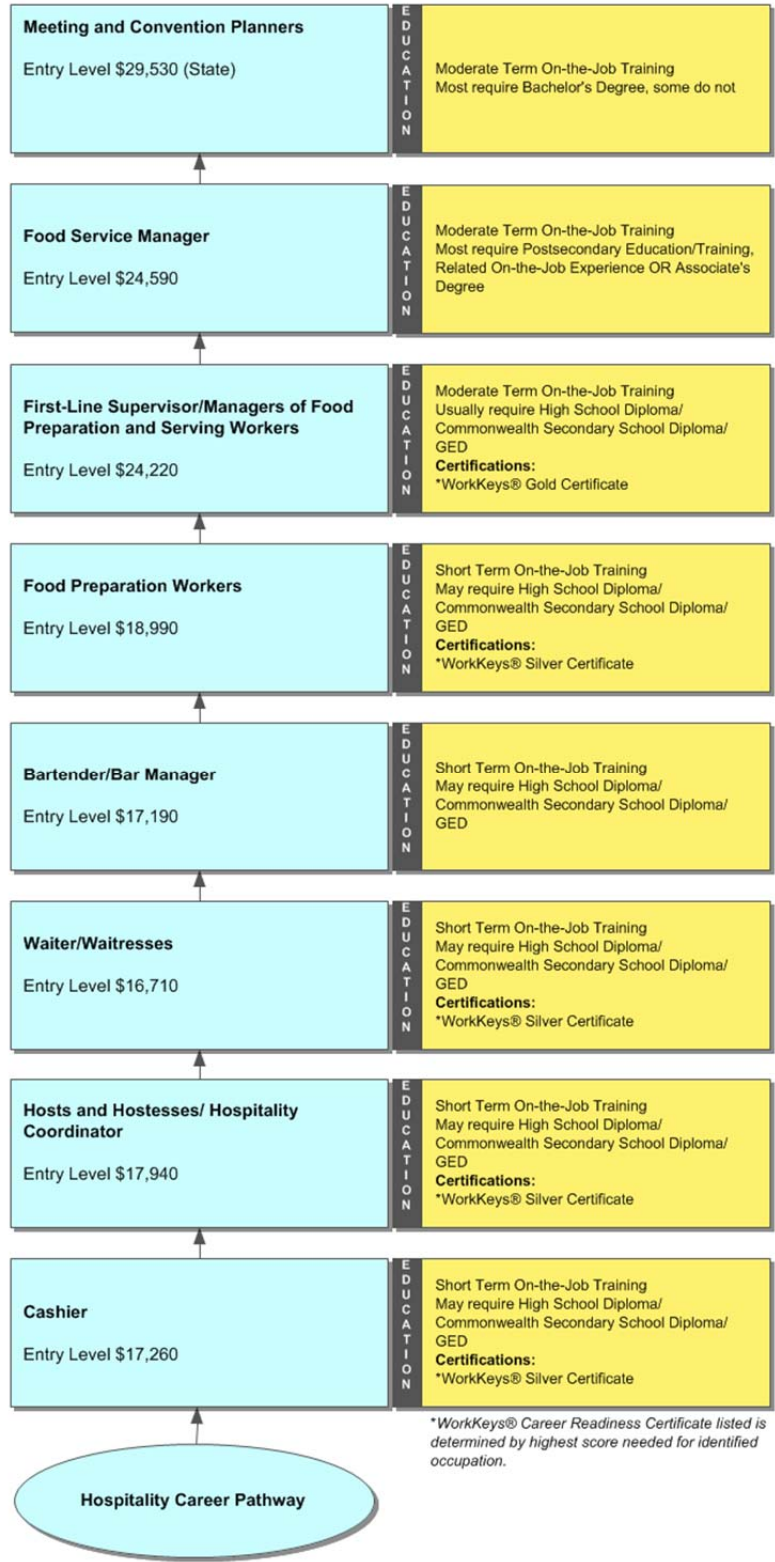 Meeting and Convention Planners
Entry Level $29,530 (State)
EDUCATION
Moderate Term On-the-Job Training
Most require Bachelor's Degree, some do not
Food Service Manager
Entry Level $24,590
EDUCATION
Moderate Term On-the-Job Training
Most require Postsecondary Education/Training,
Related On-the-Job Experience OR Associate's
Degree
First-Line Supervisor/Managers of Food
Preparation and Serving Workers
Entry Level $24,220
EDUCATION
Moderate Term On-the-Job Training
Usually require High School Diploma/
Commonwealth Secondary School Diploma/
GED
Certifications:
*WorkKeys® Gold Certificate
Food Preparation Workers
Entry Level $18,990
EDUCATION
Short Term On-the-Job Training
May require High School Diploma/
Commonwealth Secondary School Diploma/
GED
Certifications:
*WorkKeys® Silver Certificate
Bartender/Bar Manager
Entry Level $17,190
EDUCATION
Short Term On-the-Job Training
May require High School Diploma/
Commonwealth Secondary School Diploma/
GED
Waiter/Waitresses
Entry Level $16,710
EDUCATION
Short Term On-the-Job Training
May require High School Diploma/
Commonwealth Secondary School Diploma/
GED
Certifications:
*WorkKeys® Silver Certificate
Hosts and Hostesses/ Hospitality
Coordinator
Entry Level $17,940
EDUCATION
Short Term On-the-Job Training
May require High School Diploma/
Commonwealth Secondary School Diploma/
GED
Certifications:
*WorkKeys® Silver Certificate
Cashier
Entry Level $17,260
EDUCATION
Short Term On-the-Job Training
May require High School Diploma/
Commonwealth Secondary School Diploma/
GED
Certifications:
*WorkKeys® Silver Certificate
*WorkKeys® Career Readiness Certificate listed is
determined by highest score needed for identified
occupation.
Hospitality Career Pathway